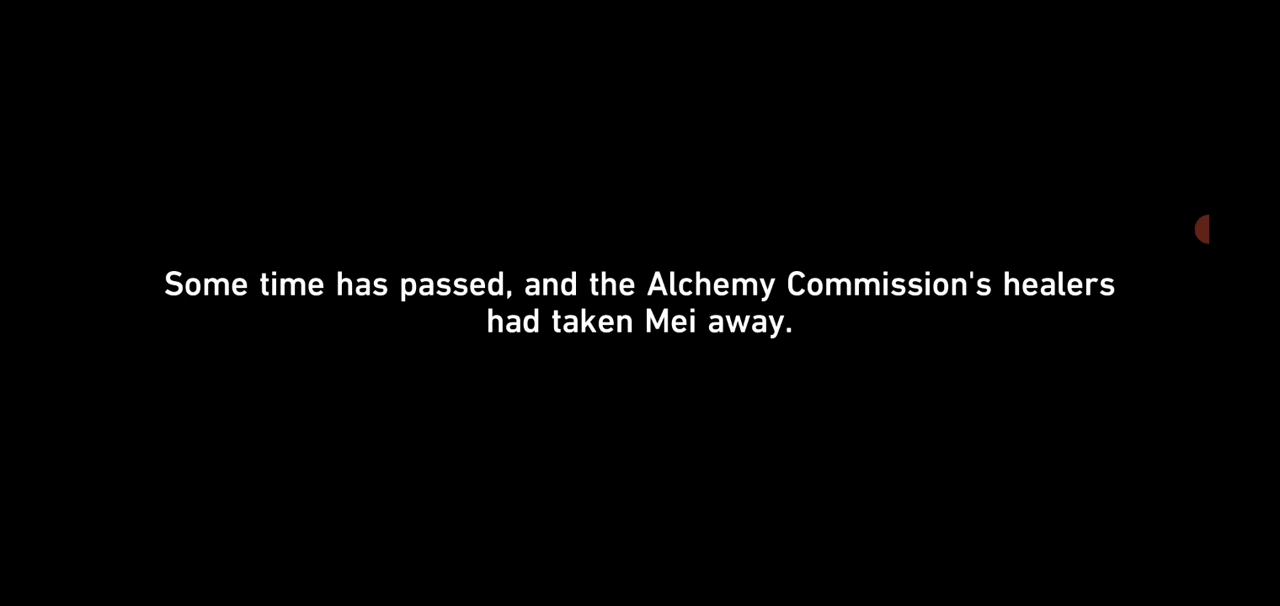 Some time has passed, and the Alchemy Commission's healers
had taken Mei away.